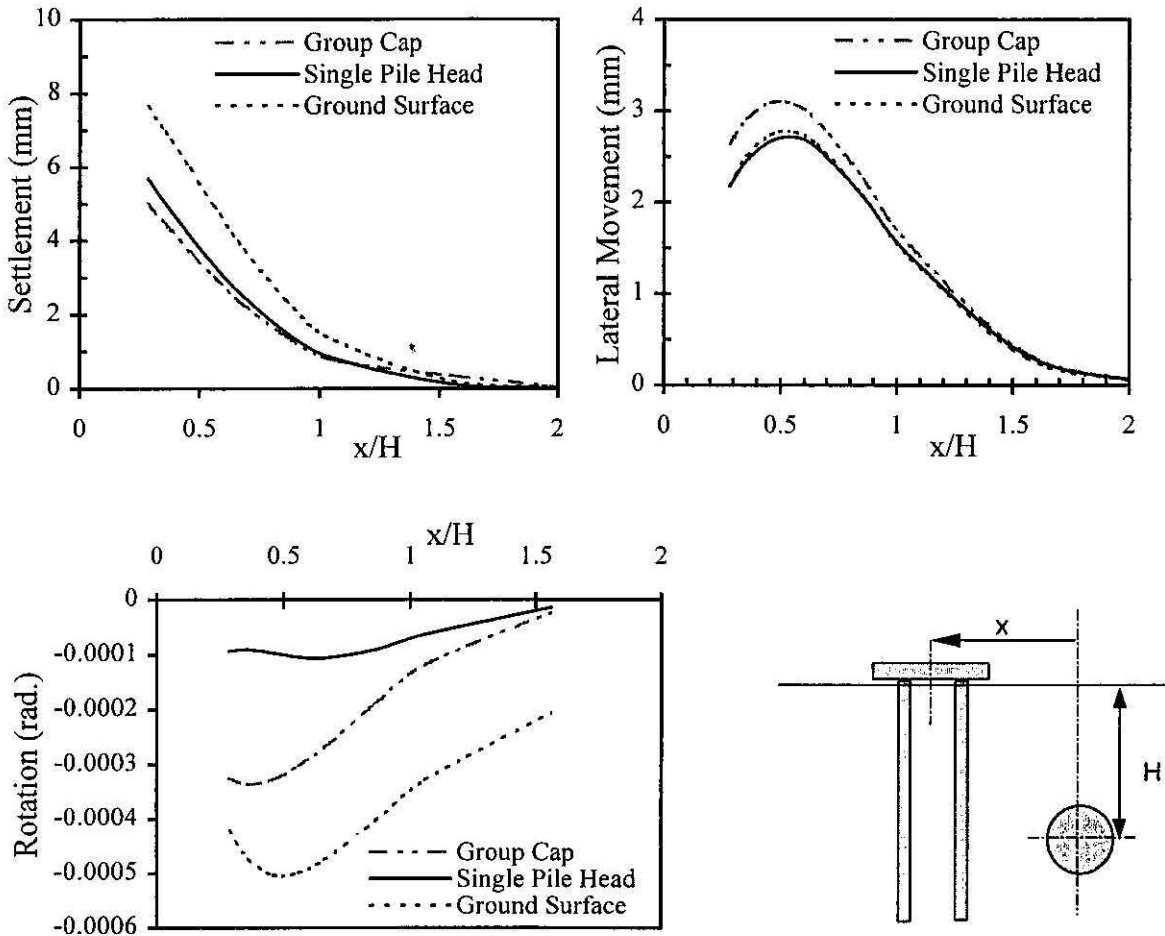 Settlement (mm)
10
8
6
4
2
0
Group Cap
Single Pile Head
Ground Surface
0 0.5 1 1.5 2
x/H
Lateral Movement (mm)
4
3
2
1
0
Group Cap
Single Pile Head
Ground Surface
0 0.5 1 1.5 2
x/H
x/H
0 0.5 1 1.5 2
Rotation (rad.)
0
-0.0001
-0.0002
-0.0003
-0.0004
-0.0005
-0.0006
Group Cap
Single Pile Head
Ground Surface
x
H